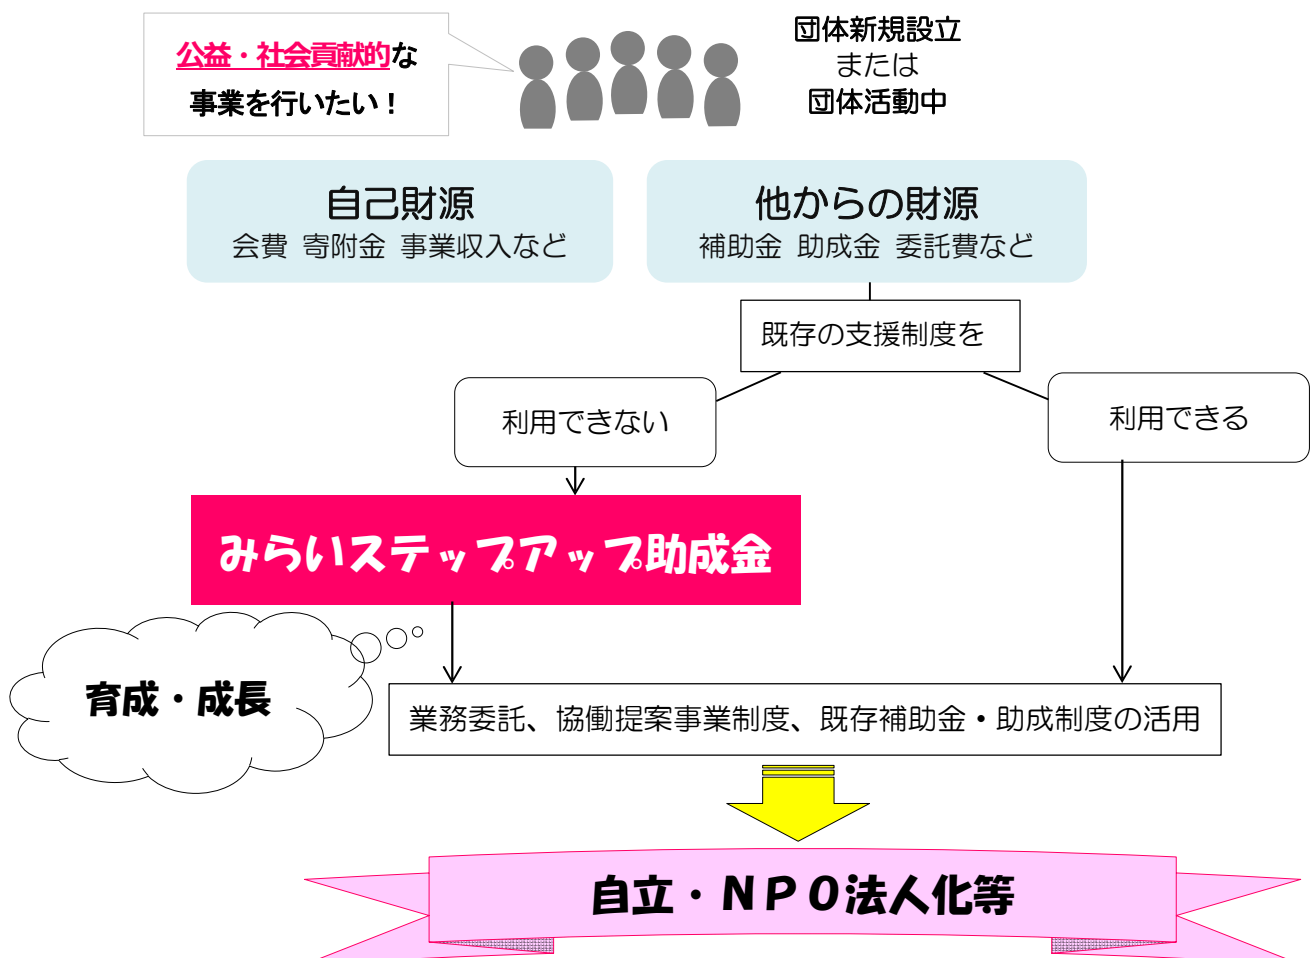 公益・社会貢献的な
事業を行いたい！
団体新規設立
または
団体活動中
自己財源
会費 寄附金 事業収入など
他からの財源
補助金 助成金 委託費など
既存の支援制度を
利用できない
利用できる
みらいステップアップ助成金
育成・成長
業務委託、協働提案事業制度、既存補助金・助成制度の活用
自立・ＮＰＯ法人化等